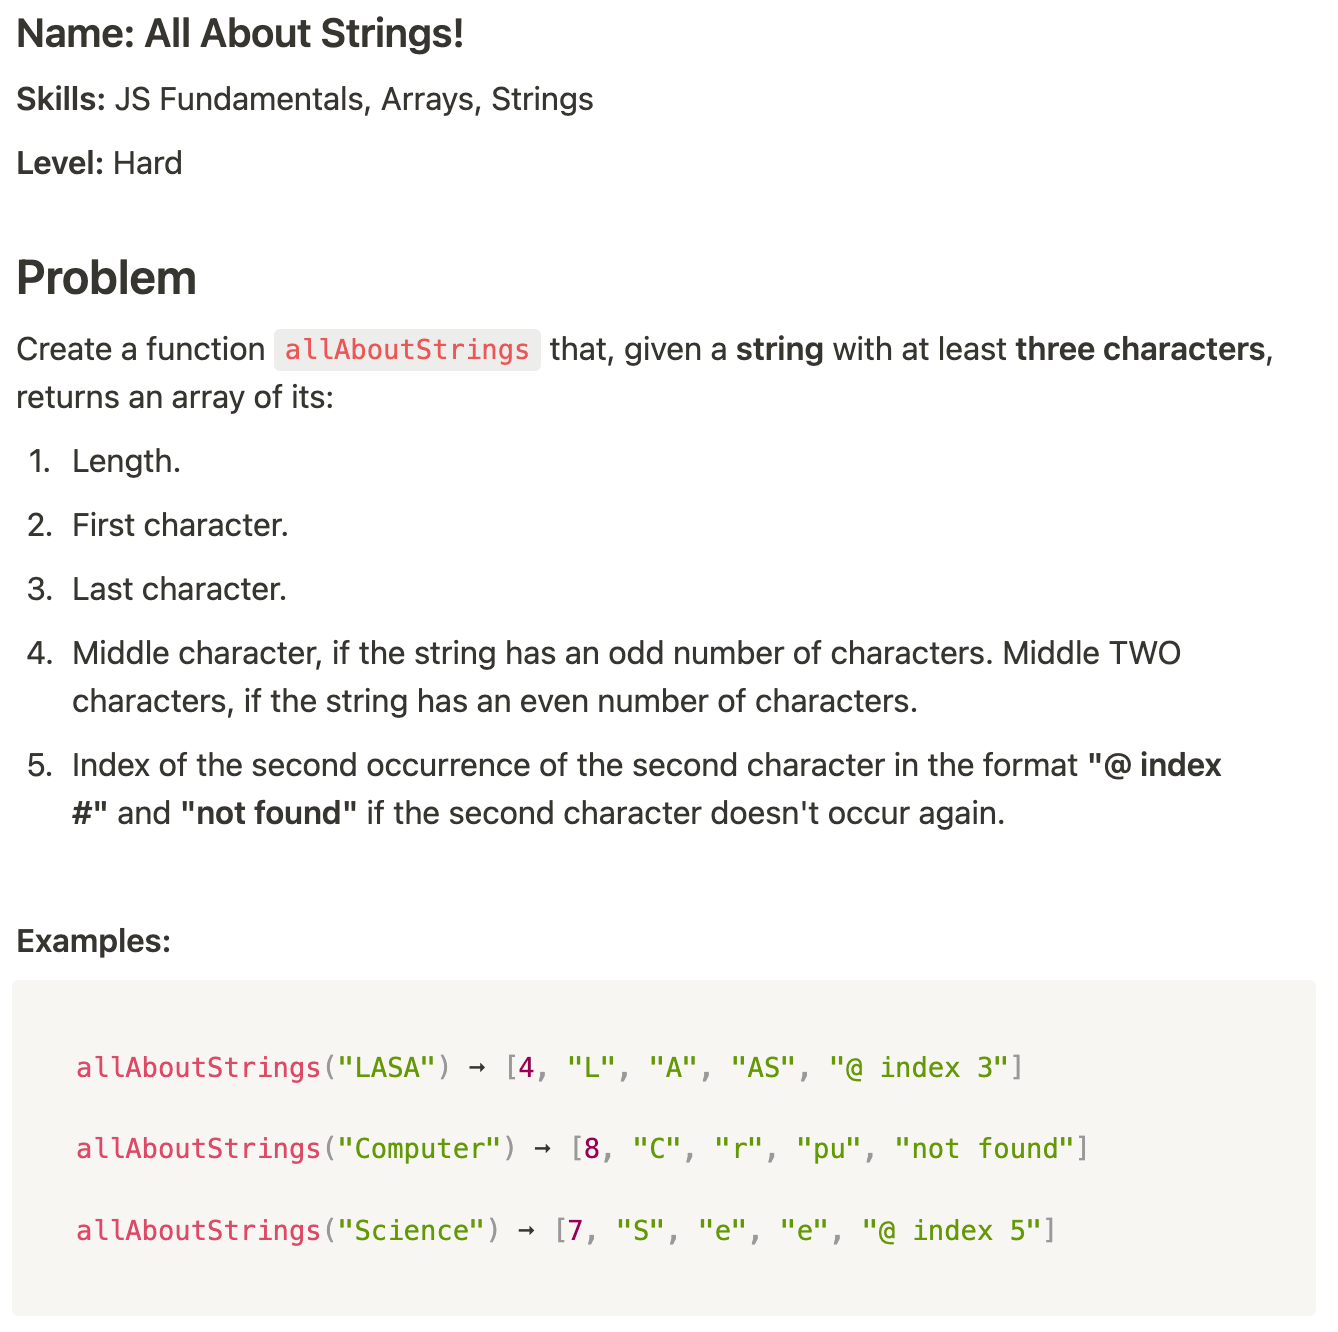 Name: All About Strings!
Skills: JS Fundamentals, Arrays, Strings
Level: Hard
Problem
Create a function allAboutStrings that, given a string with at least three characters,
returns an array of its:
1. Length.
2. First character.
3. Last character.
4. Middle character, if the string has an odd number of characters. Middle TWO
characters, if the string has an even number of characters.
5. Index of the second occurrence of the second character in the format "@ index
#" and "not found" if the second character doesn't occur again.
Examples:
allAboutStrings("LASA") → [4, "L", "A", "AS", "@ index 3"]
allAboutStrings("Computer") → [8, "C", "r", "pu", "not found"]
allAboutStrings("Science") → [7, "S", "e", "e", "@ index 5"]